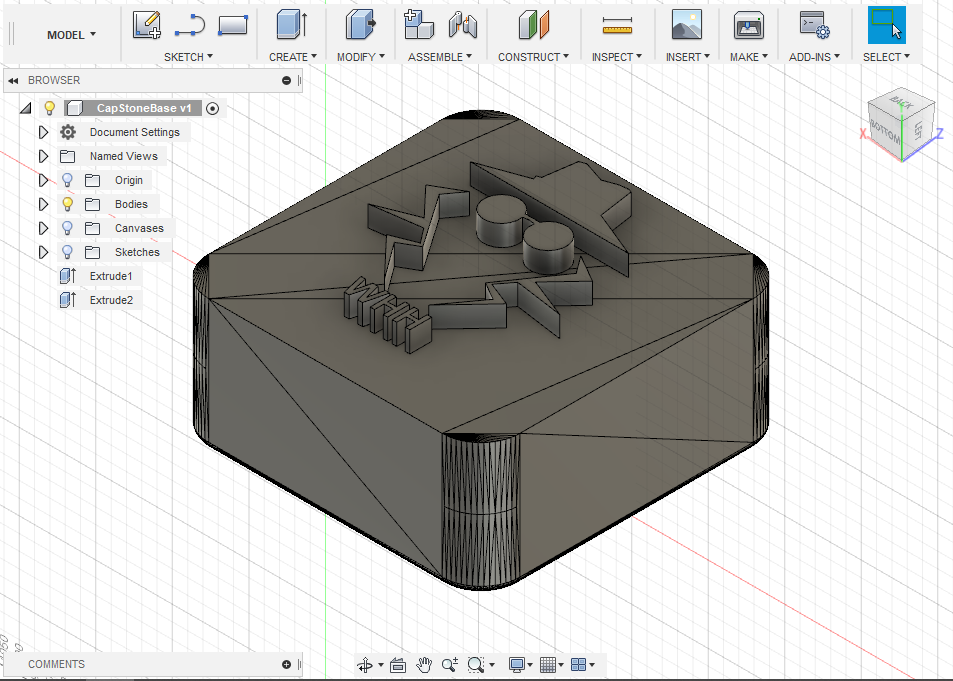 MODEL
SKETCH
CREATE
MODIFY
ASSEMBLE
CONSTRUCT
INSPECT
INSERT
MAKE
ADD-INS
SELECT
BROWSER
CapStoneBase v1
Document Settings
Named Views
Origin
Bodies
Canvases
Sketches
Extrude1
Extrude2
BACK
BOTTOM
LEFT
X
Z
COMMENTS